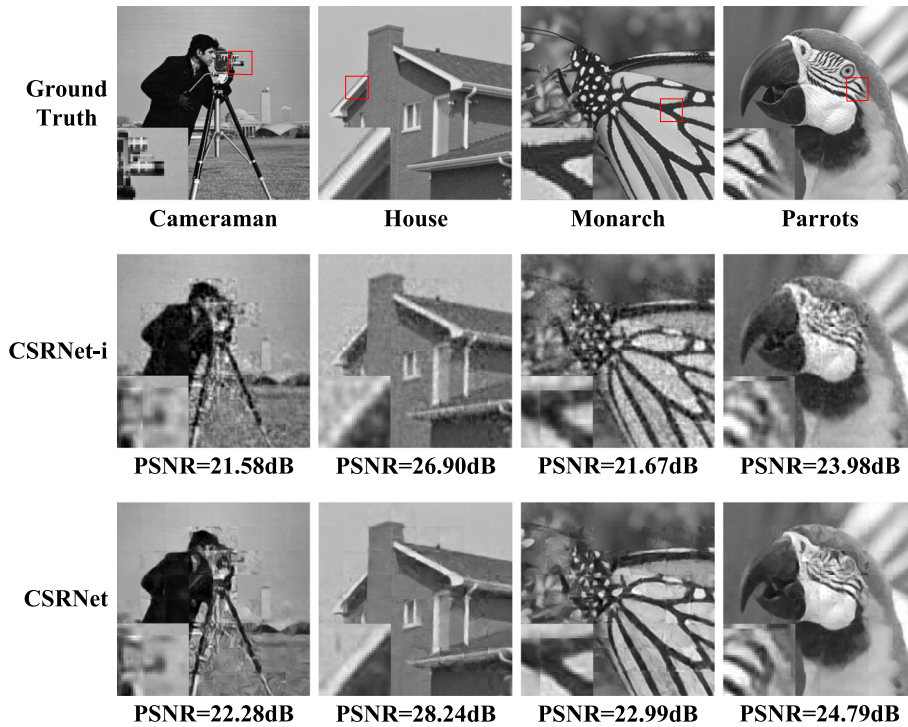 Ground
Truth
Cameraman House Monarch Parrots
CSRNet-i
PSNR=21.58dB PSNR=26.90dB PSNR=21.67dB PSNR=23.98dB
CSRNet
PSNR=22.28dB PSNR=28.24dB PSNR=22.99dB PSNR=24.79dB